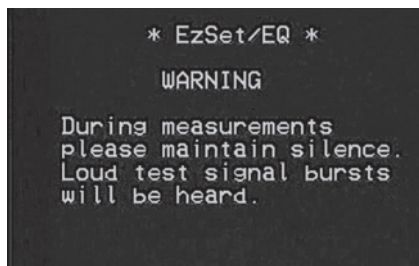 * EzSet/EQ *
WARNING
During measurements
please maintain silence.
Loud test signal bursts
will be heard.